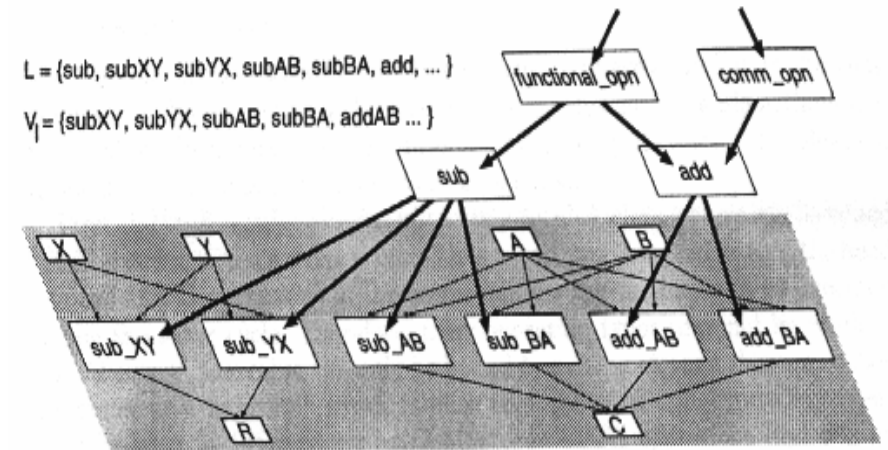 functional_opn comm_opn
L = {sub, subXY, subYX, subAB, subBA, add, ... }
V_l = {subXY, subYX, subAB, subBA, addAB ... }
sub add
X Y A B
sub_XY sub_YX sub_AB sub_BA add_AB add_BA
R C